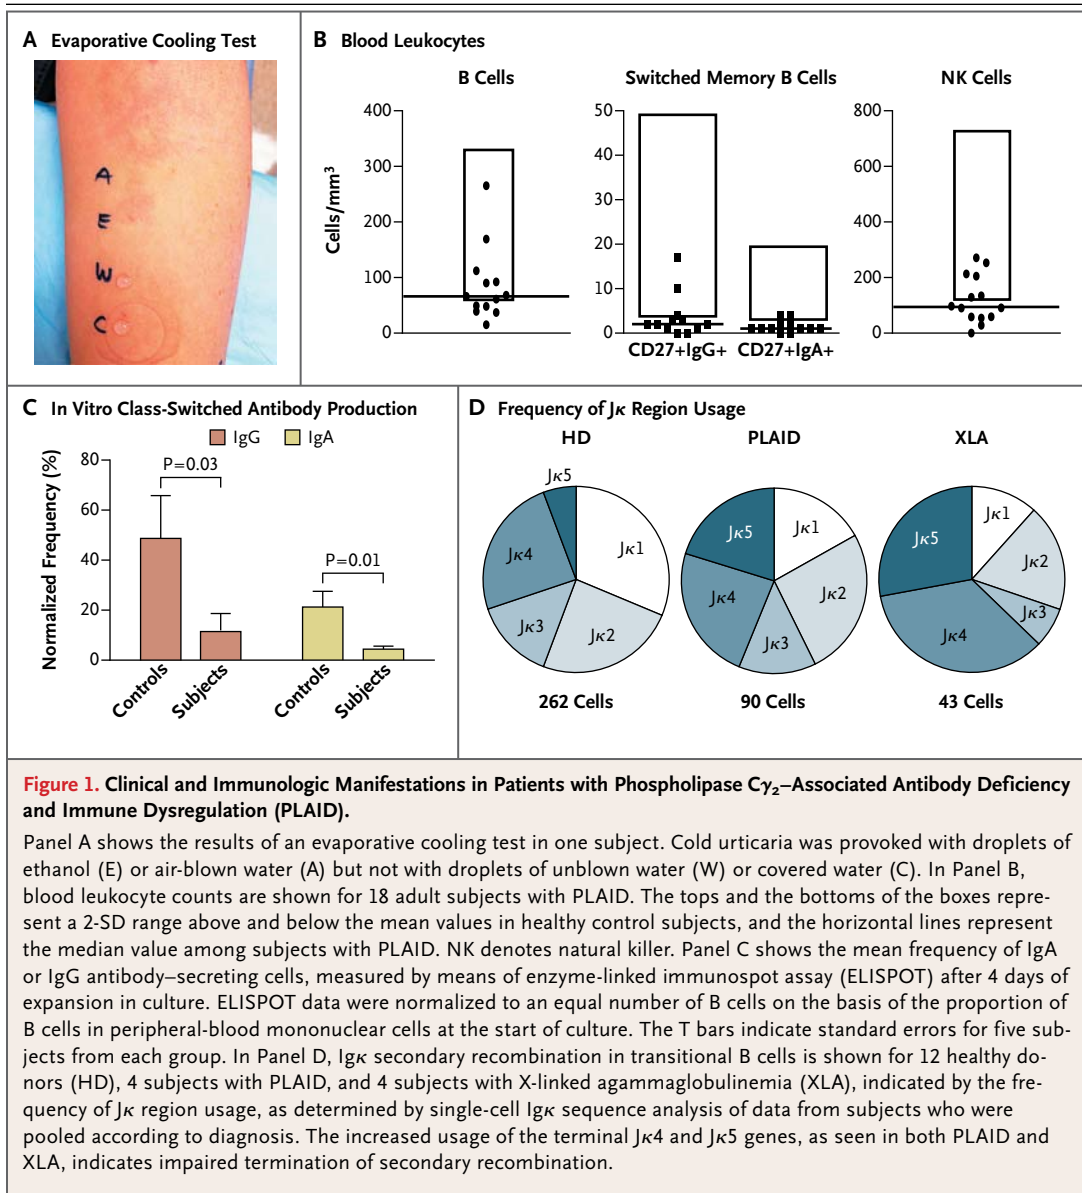 A Evaporative Cooling Test
A
E
W
C
B Blood Leukocytes
B Cells
Switched Memory B Cells
NK Cells
Cells/mm³
400
300
200
100
0
50
40
30
20
10
0
CD27+IgG+ CD27+IgA+
800
600
400
200
0
C In Vitro Class-Switched Antibody Production
IgG IgA
Normalized Frequency (%)
80
60
40
20
0
P=0.03
P=0.01
Controls
Subjects
Controls
Subjects
D Frequency of Jκ Region Usage
HD
Jκ5
Jκ1
Jκ4
Jκ3
Jκ2
262 Cells
PLAID
Jκ5
Jκ1
Jκ4
Jκ2
Jκ3
90 Cells
XLA
Jκ1
Jκ5
Jκ2
Jκ3
Jκ4
43 Cells
Figure 1. Clinical and Immunologic Manifestations in Patients with Phospholipase Cγ₂–Associated Antibody Deficiency
and Immune Dysregulation (PLAID).
Panel A shows the results of an evaporative cooling test in one subject. Cold urticaria was provoked with droplets of
ethanol (E) or air-blown water (A) but not with droplets of unblown water (W) or covered water (C). In Panel B,
blood leukocyte counts are shown for 18 adult subjects with PLAID. The tops and the bottoms of the boxes repre-
sent a 2-SD range above and below the mean values in healthy control subjects, and the horizontal lines represent
the median value among subjects with PLAID. NK denotes natural killer. Panel C shows the mean frequency of IgA
or IgG antibody–secreting cells, measured by means of enzyme-linked immunospot assay (ELISPOT) after 4 days of
expansion in culture. ELISPOT data were normalized to an equal number of B cells on the basis of the proportion of
B cells in peripheral-blood mononuclear cells at the start of culture. The T bars indicate standard errors for five sub-
jects from each group. In Panel D, Igκ secondary recombination in transitional B cells is shown for 12 healthy do-
nors (HD), 4 subjects with PLAID, and 4 subjects with X-linked agammaglobulinemia (XLA), indicated by the fre-
quency of Jκ region usage, as determined by single-cell Igκ sequence analysis of data from subjects who were
pooled according to diagnosis. The increased usage of the terminal Jκ4 and Jκ5 genes, as seen in both PLAID and
XLA, indicates impaired termination of secondary recombination.